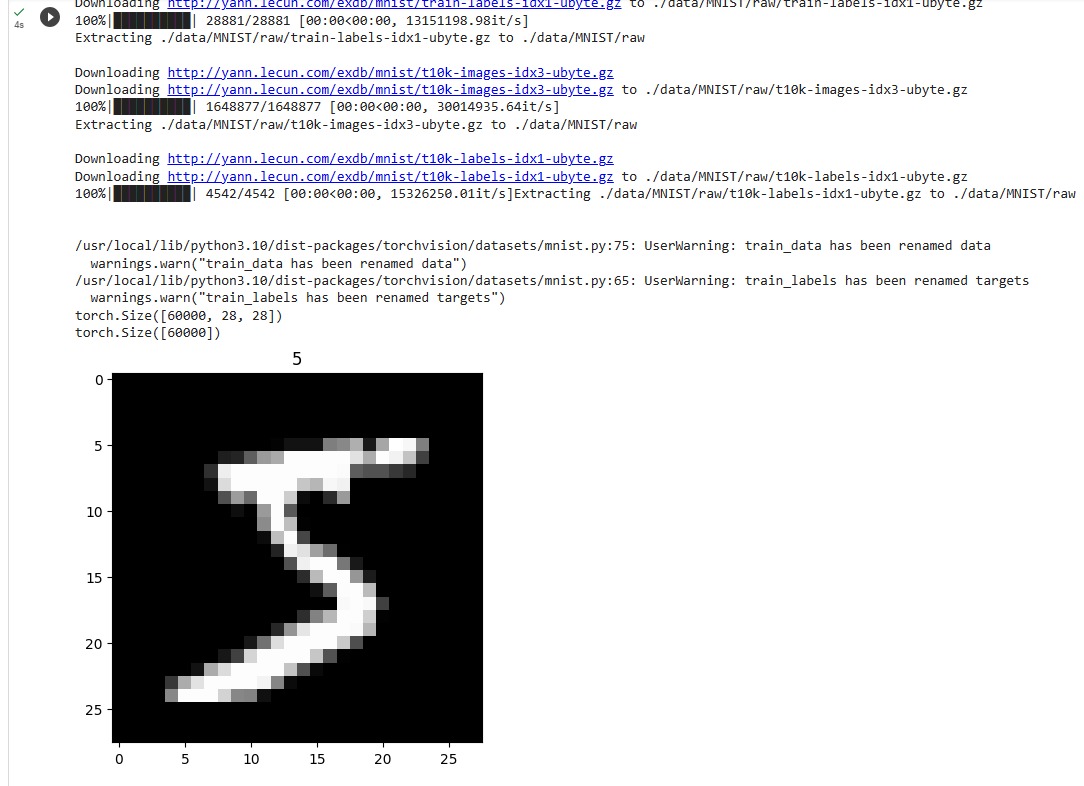 4s
Downloading http://yann.lecun.com/exdb/mnist/train-labels-idx1-ubyte.gz to ./data/MNIST/raw/train-labels-idx1-ubyte.gz
100%|██████████| 28881/28881 [00:00<00:00, 13151198.98it/s]
Extracting ./data/MNIST/raw/train-labels-idx1-ubyte.gz to ./data/MNIST/raw
Downloading http://yann.lecun.com/exdb/mnist/t10k-images-idx3-ubyte.gz
Downloading http://yann.lecun.com/exdb/mnist/t10k-images-idx3-ubyte.gz to ./data/MNIST/raw/t10k-images-idx3-ubyte.gz
100%|██████████| 1648877/1648877 [00:00<00:00, 30014935.64it/s]
Extracting ./data/MNIST/raw/t10k-images-idx3-ubyte.gz to ./data/MNIST/raw
Downloading http://yann.lecun.com/exdb/mnist/t10k-labels-idx1-ubyte.gz
Downloading http://yann.lecun.com/exdb/mnist/t10k-labels-idx1-ubyte.gz to ./data/MNIST/raw/t10k-labels-idx1-ubyte.gz
100%|██████████| 4542/4542 [00:00<00:00, 15326250.01it/s]Extracting ./data/MNIST/raw/t10k-labels-idx1-ubyte.gz to ./data/MNIST/raw
/usr/local/lib/python3.10/dist-packages/torchvision/datasets/mnist.py:75: UserWarning: train_data has been renamed data
warnings.warn("train_data has been renamed data")
/usr/local/lib/python3.10/dist-packages/torchvision/datasets/mnist.py:65: UserWarning: train_labels has been renamed targets
warnings.warn("train_labels has been renamed targets")
torch.Size([60000, 28, 28])
torch.Size([60000])
5
0
5
10
15
20
25
5
0 5 10 15 20 25